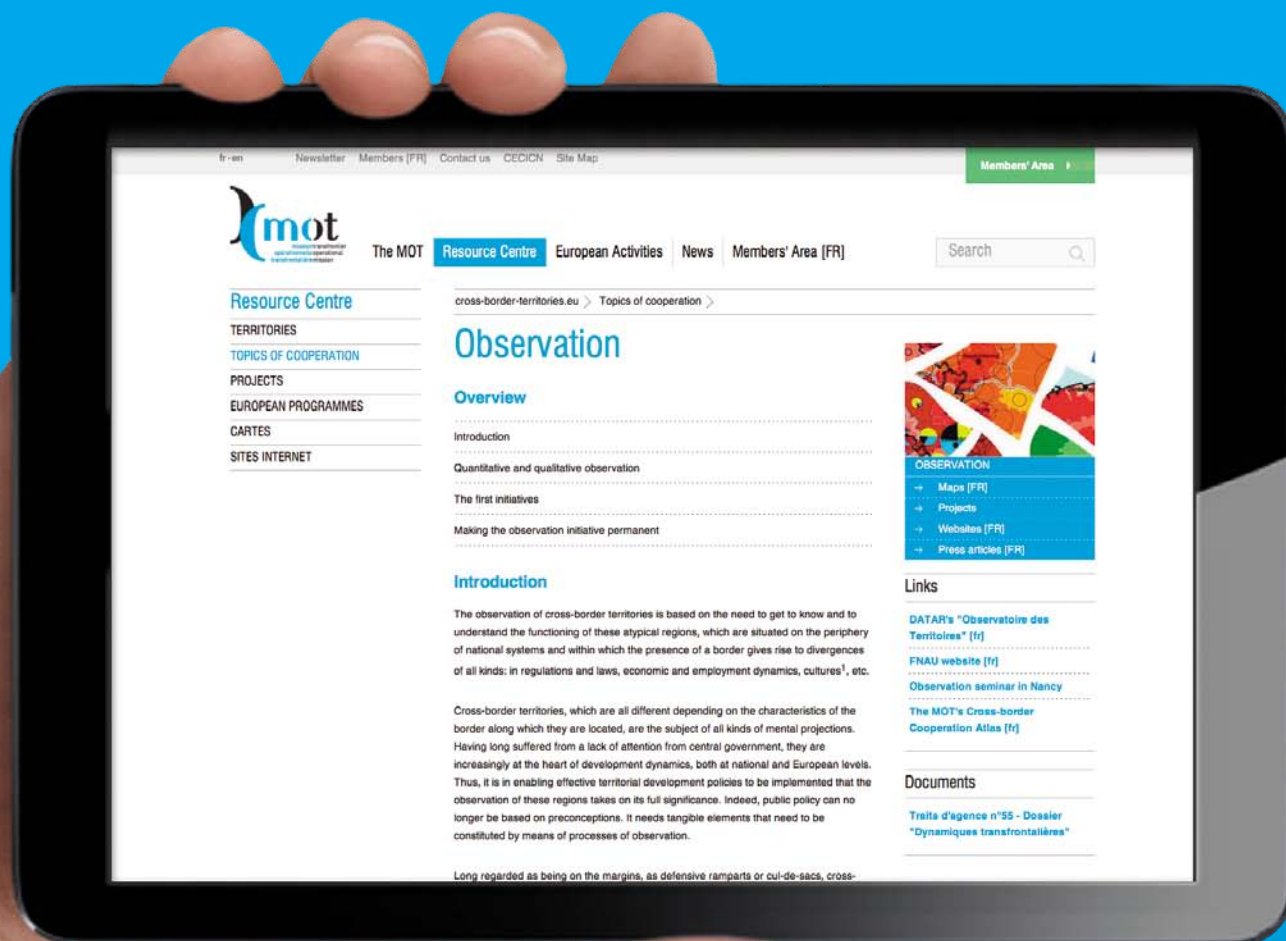 fr-en Newsletter Members [FR] Contact us CECICN Site Map
Members' Area
mot
The MOT Resource Centre European Activities News Members' Area [FR]
Search
Resource Centre
TERRITORIES
TOPICS OF COOPERATION
PROJECTS
EUROPEAN PROGRAMMES
CARTES
SITES INTERNET
cross-border-territories.eu > Topics of cooperation >
Observation
Overview
Introduction
Quantitative and qualitative observation
The first initiatives
Making the observation initiative permanent
Introduction
The observation of cross-border territories is based on the need to get to know and to
understand the functioning of these atypical regions, which are situated on the periphery
of national systems and within which the presence of a border gives rise to divergences
of all kinds: in regulations and laws, economic and employment dynamics, cultures¹, etc.
Cross-border territories, which are all different depending on the characteristics of the
border along which they are located, are the subject of all kinds of mental projections.
Having long suffered from a lack of attention from central government, they are
increasingly at the heart of development dynamics, both at national and European levels.
Thus, it is in enabling effective territorial development policies to be implemented that the
observation of these regions takes on its full significance. Indeed, public policy can no
longer be based on preconceptions. It needs tangible elements that need to be
constituted by means of processes of observation.
Long regarded as being on the margins, as defensive ramparts or cul-de-sacs, cross-
OBSERVATION
→ Maps [FR]
→ Projects
→ Websites [FR]
→ Press articles [FR]
Links
DATAR's "Observatoire des
Territoires" [fr]
FNAU website [fr]
Observation seminar in Nancy
The MOT's Cross-border
Cooperation Atlas [fr]
Documents
Traits d'agence n°55 - Dossier
"Dynamiques transfrontalières"